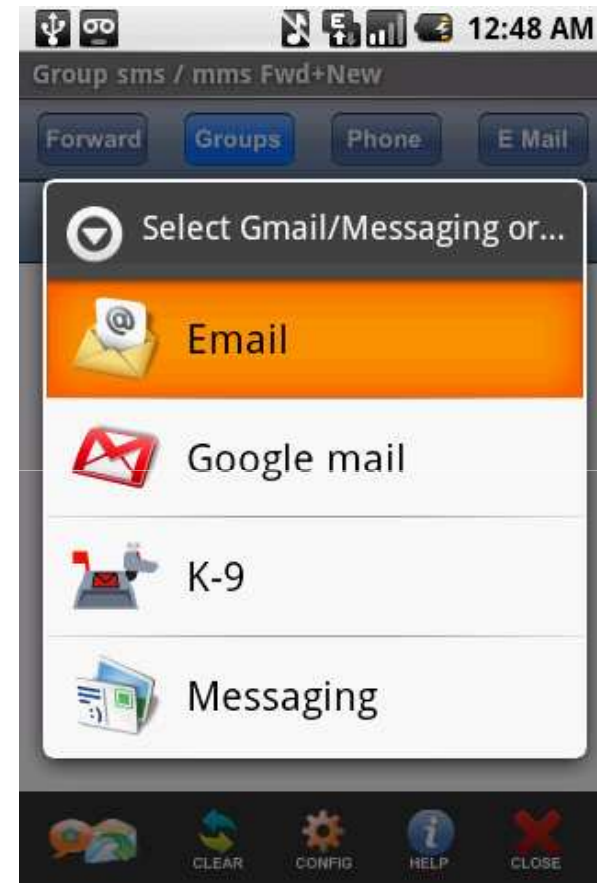 12:48 AM
Group sms / mms Fwd+New
Forward Groups Phone E Mail
Select Gmail/Messaging or...
Email
Google mail
K-9
Messaging
CLEAR CONFIG HELP CLOSE